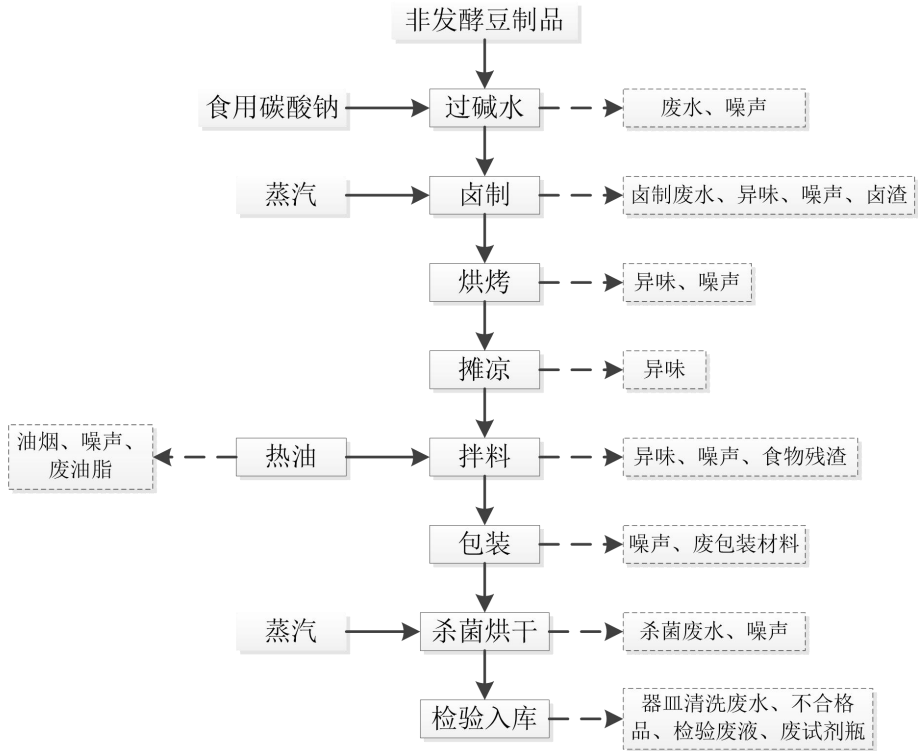 非发酵豆制品
食用碳酸钠
过碱水
废水、噪声
蒸汽
卤制
卤制废水、异味、噪声、卤渣
烘烤
异味、噪声
摊凉
异味
油烟、噪声、
废油脂
热油
拌料
异味、噪声、食物残渣
包装
噪声、废包装材料
蒸汽
杀菌烘干
杀菌废水、噪声
检验入库
器皿清洗废水、不合格
品、检验废液、废试剂瓶